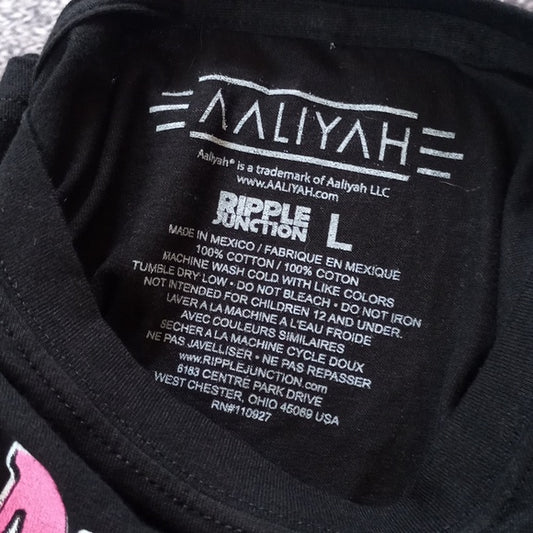 AALIYAH
Aaliyah® is a trademark of Aaliyah LLC
www.AALIYAH.com
RIPPLE
JUNCTION L
MADE IN MEXICO / FABRIQUE EN MEXIQUE
100% COTTON / 100% COTON
MACHINE WASH COLD WITH LIKE COLORS
TUMBLE DRY LOW • DO NOT BLEACH • DO NOT IRON
NOT INTENDED FOR CHILDREN 12 AND UNDER.
LAVER A LA MACHINE A L'EAU FROIDE
AVEC COULEURS SIMILAIRES
SECHER A LA MACHINE CYCLE DOUX
NE PAS JAVELLISER • NE PAS REPASSER
www.RIPPLEJUNCTION.com
6183 CENTRE PARK DRIVE
WEST CHESTER, OHIO 45069 USA
RN#110927